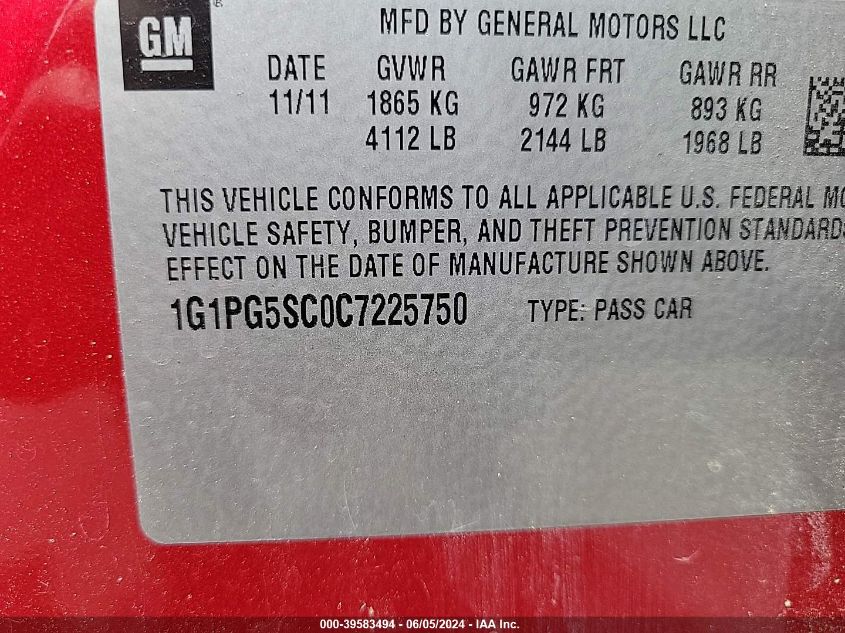 GM
MFD BY GENERAL MOTORS LLC
DATE GVWR GAWR FRT GAWR RR
11/11 1865 KG 972 KG 893 KG
4112 LB 2144 LB 1968 LB
THIS VEHICLE CONFORMS TO ALL APPLICABLE U.S. FEDERAL MO
VEHICLE SAFETY, BUMPER, AND THEFT PREVENTION STANDARDS
EFFECT ON THE DATE OF MANUFACTURE SHOWN ABOVE.
1G1PG5SC0C7225750 TYPE: PASS CAR
000-39583494 - 06/05/2024 - IAA Inc.